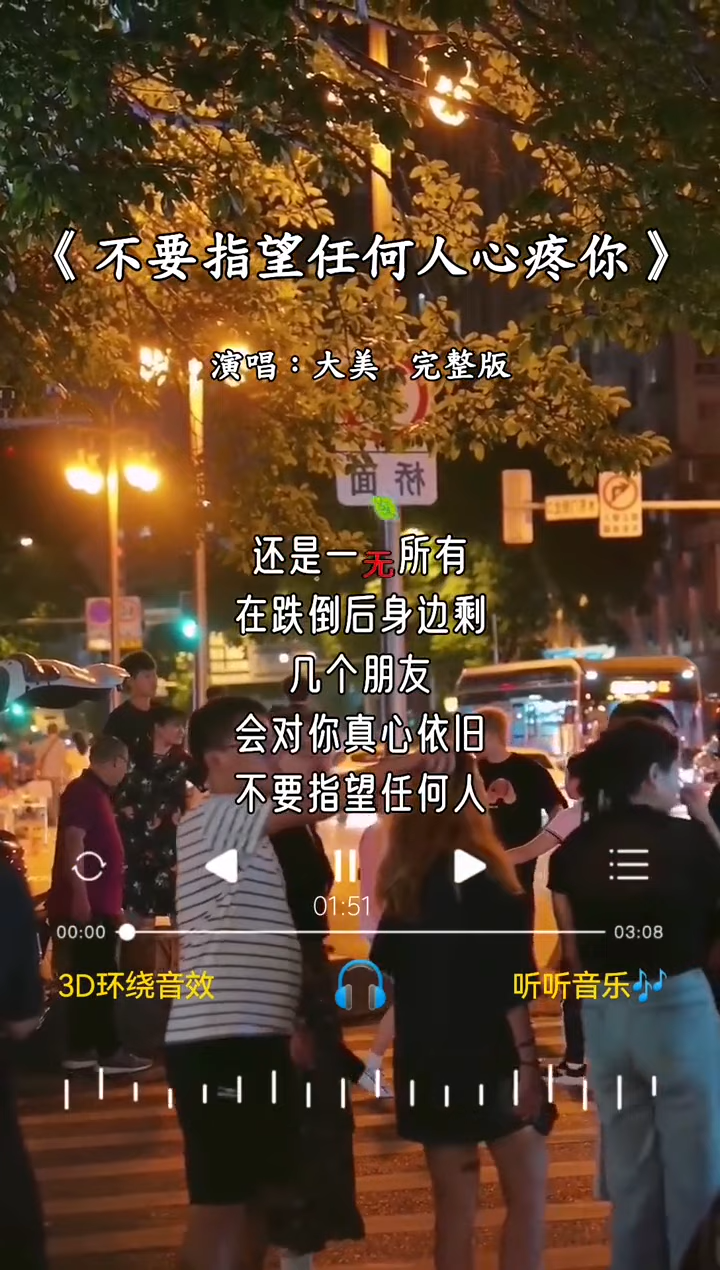 《不要指望任何人心疼你》
演唱：大美 完整版
桥面
还是一无所有
在跌倒后身边剩
几个朋友
会对你真心依旧
不要指望任何人
01:51
00:00 03:08
3D环绕音效 听听音乐🎶